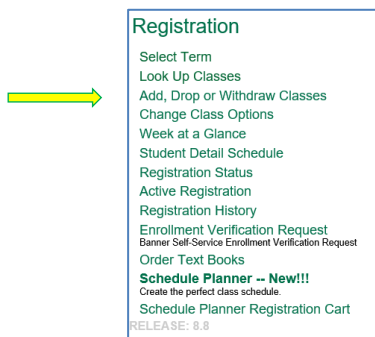 Registration
Select Term
Look Up Classes
Add, Drop or Withdraw Classes
Change Class Options
Week at a Glance
Student Detail Schedule
Registration Status
Active Registration
Registration History
Enrollment Verification Request
Banner Self-Service Enrollment Verification Request
Order Text Books
Schedule Planner -- New!!!
Create the perfect class schedule.
Schedule Planner Registration Cart
RELEASE: 8.8